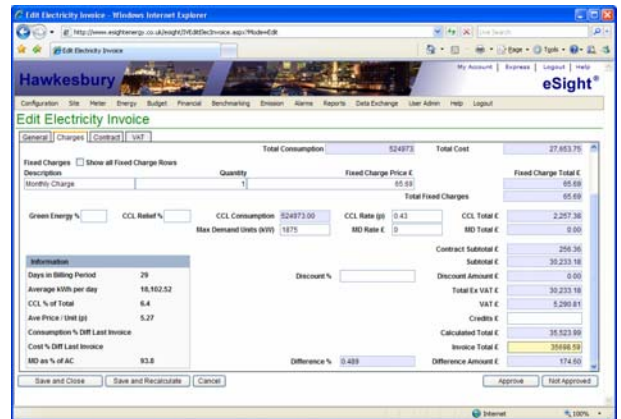 Edit Electricity Invoice - Windows Internet Explorer
http://www.esightenergy.co.uk/esight/IVEditElecInvoice.aspx?Mode=Edit
Live Search
Edit Electricity Invoice
Page Tools
My Account | Express | Logout | Help
Hawkesbury
eSight®
Configuration Site Meter Energy Budget Financial Benchmarking Emission Alarms Reports Data Exchange User Admin Help Logout
Edit Electricity Invoice
General Charges Contract VAT
Total Consumption 524973 Total Cost 27,653.75
Fixed Charges Show all Fixed Charge Rows
Description Quantity Fixed Charge Price £ Fixed Charge Total £
Monthly Charge 1 65.69 65.69
Total Fixed Charges 65.69
Green Energy % CCL Relief % CCL Consumption 524973.00 CCL Rate (p) 0.43 CCL Total £ 2,257.38
Max Demand Units (kW) 1875 MD Rate £ 0 MD Total £ 0.00
Contract Subtotal £ 256.36
Information Subtotal £ 30,233.18
Days in Billing Period 29 Discount % Discount Amount £ 0.00
Average kWh per day 18,102.52 Total Ex VAT £ 30,233.18
CCL % of Total 6.4 VAT £ 5,290.81
Ave Price / Unit (p) 5.27 Credits £
Consumption % Diff Last Invoice Calculated Total £ 35,523.99
Cost % Diff Last Invoice Invoice Total £ 35698.59
MD as % of AC 93.8 Difference % 0.489 Difference Amount £ 174.60
Save and Close Save and Recalculate Cancel Approve Not Approved
Internet 100%